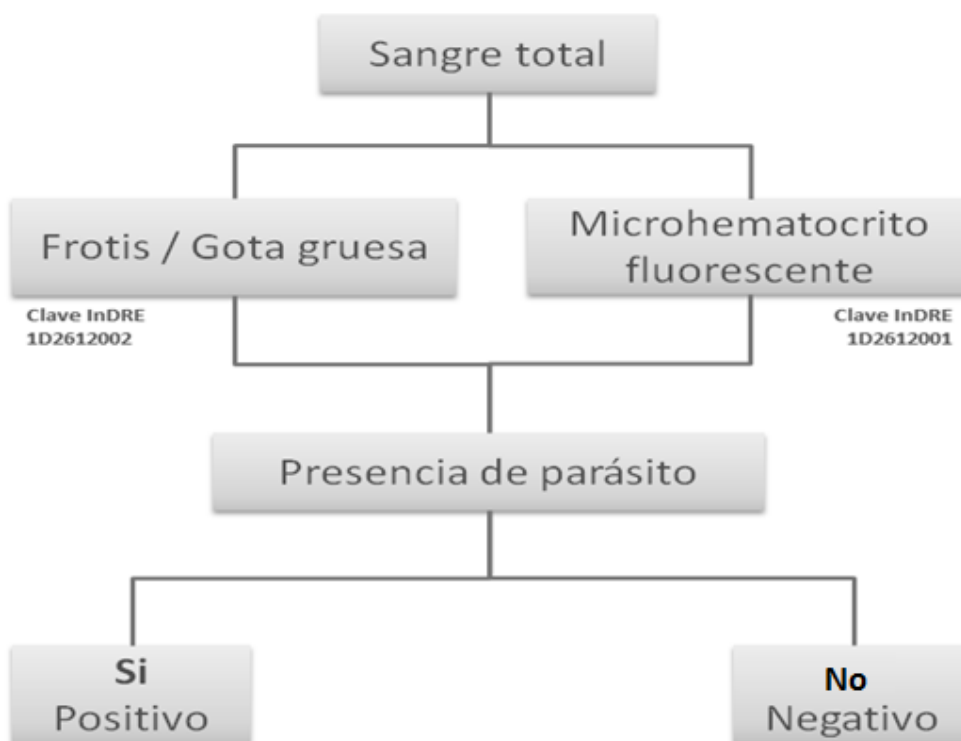 Sangre total
Frotis / Gota gruesa
Microhematocrito
fluorescente
Clave InDRE
1D2612002
Clave InDRE
1D2612001
Presencia de parásito
Si
Positivo
No
Negativo